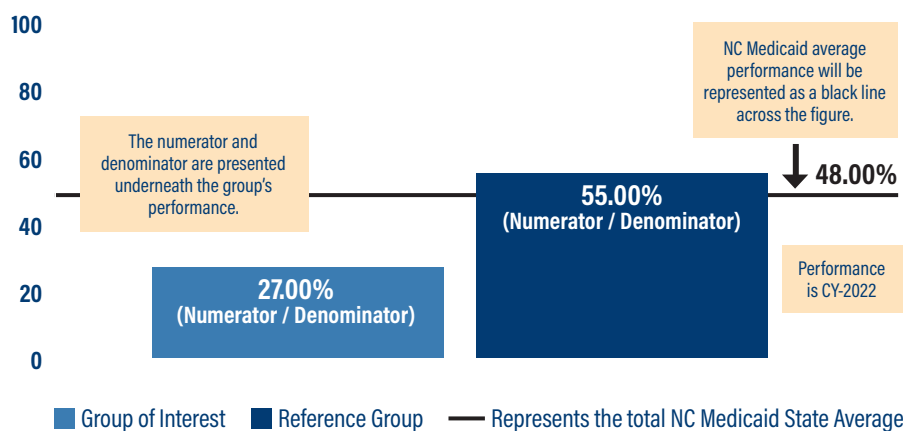 100
80
60
40
20
0
NC Medicaid average
performance will be
represented as a black line
across the figure.
The numerator and
denominator are presented
underneath the group's
performance.
48.00%
55.00%
(Numerator / Denominator)
27.00%
(Numerator / Denominator)
Performance
is CY-2022
Group of Interest
Reference Group
Represents the total NC Medicaid State Average